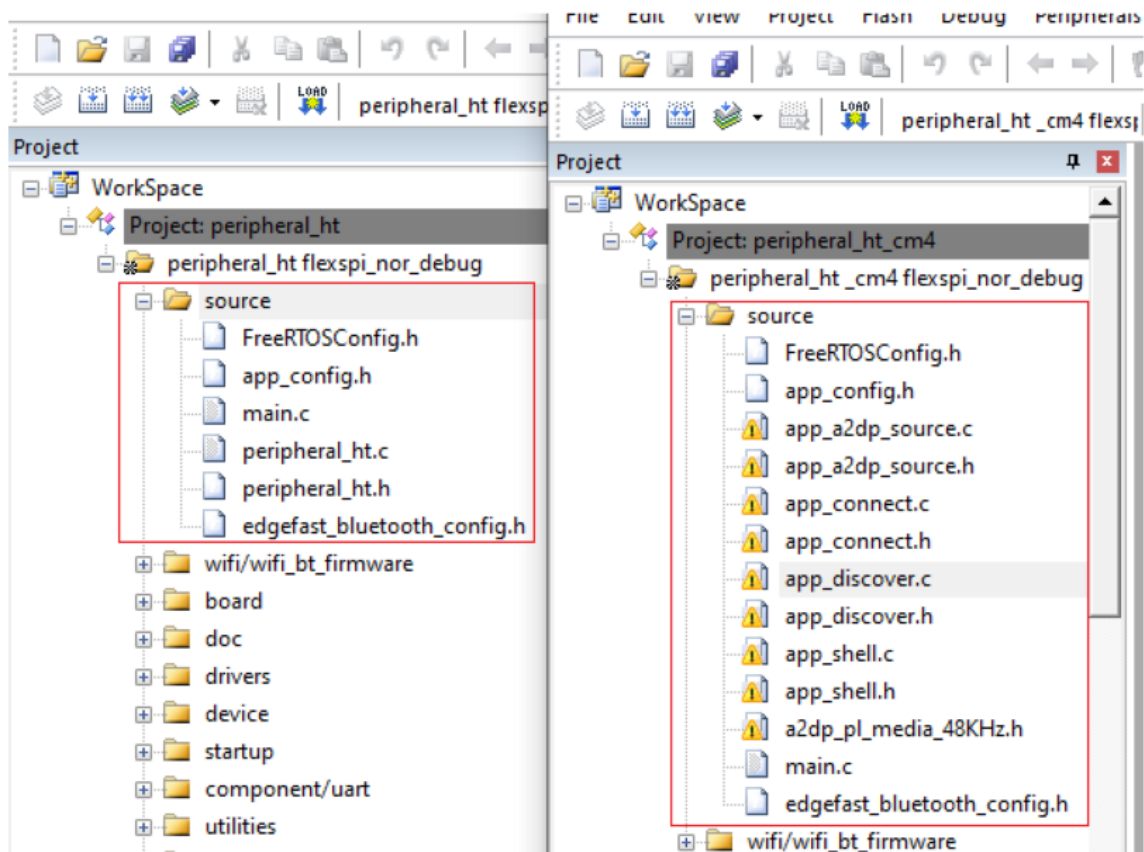 LOAD
peripheral_ht flexsp
Project
WorkSpace
Project: peripheral_ht
peripheral_ht flexspi_nor_debug
source
FreeRTOSConfig.h
app_config.h
main.c
peripheral_ht.c
peripheral_ht.h
edgefast_bluetooth_config.h
wifi/wifi_bt_firmware
board
doc
drivers
device
startup
component/uart
utilities
File Edit View Project Flash Debug Peripherals
LOAD
peripheral_ht _cm4 flexsp
Project
WorkSpace
Project: peripheral_ht_cm4
peripheral_ht _cm4 flexspi_nor_debug
source
FreeRTOSConfig.h
app_config.h
app_a2dp_source.c
app_a2dp_source.h
app_connect.c
app_connect.h
app_discover.c
app_discover.h
app_shell.c
app_shell.h
a2dp_pl_media_48KHz.h
main.c
edgefast_bluetooth_config.h
wifi/wifi_bt_firmware